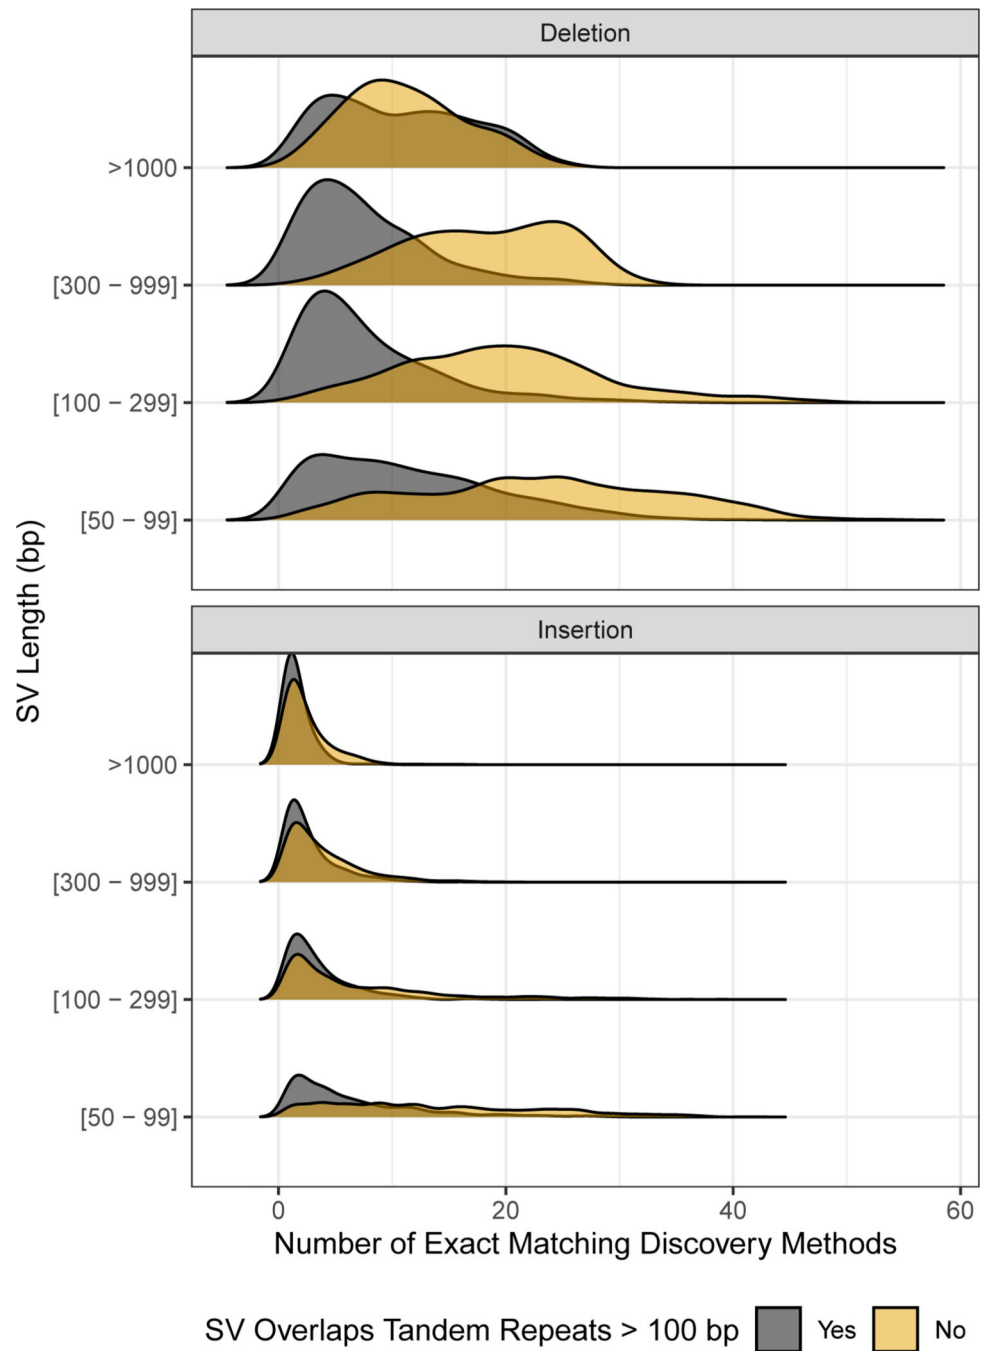 Deletion
>1000
[300 − 999]
[100 − 299]
[50 − 99]
SV Length (bp)
Insertion
>1000
[300 − 999]
[100 − 299]
[50 − 99]
0 20 40 60
Number of Exact Matching Discovery Methods
SV Overlaps Tandem Repeats > 100 bp Yes No